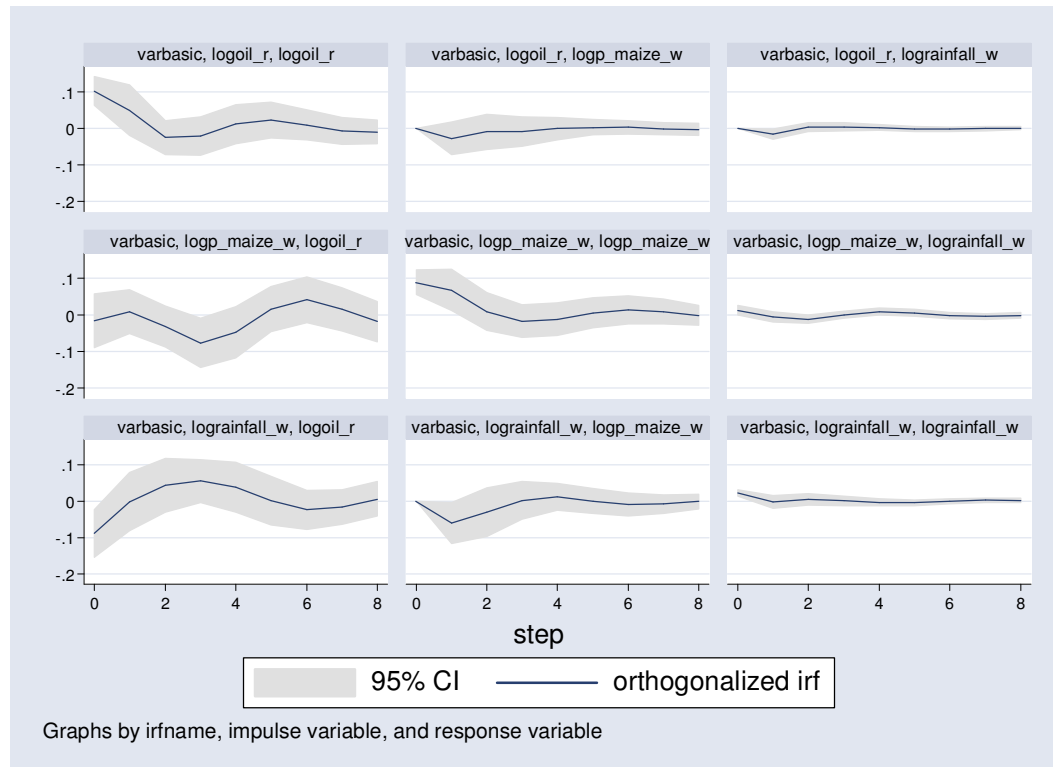 varbasic, logoil_r, logoil_r
varbasic, logoil_r, logp_maize_w
varbasic, logoil_r, lograinfall_w
.1
0
-.1
-.2
varbasic, logp_maize_w, logoil_r
varbasic, logp_maize_w, logp_maize_w
varbasic, logp_maize_w, lograinfall_w
.1
0
-.1
-.2
varbasic, lograinfall_w, logoil_r
varbasic, lograinfall_w, logp_maize_w
varbasic, lograinfall_w, lograinfall_w
.1
0
-.1
-.2
0 2 4 6 8
0 2 4 6 8
0 2 4 6 8
step
95% CI
orthogonalized irf
Graphs by irfname, impulse variable, and response variable